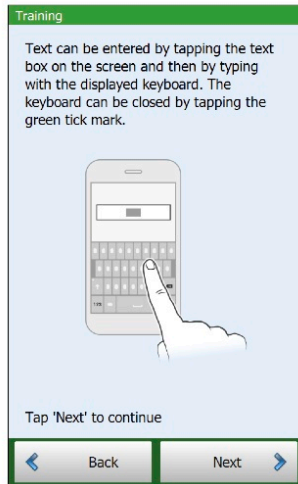 Training
Text can be entered by tapping the text
box on the screen and then by typing
with the displayed keyboard. The
keyboard can be closed by tapping the
green tick mark.
Tap 'Next' to continue
Back
Next